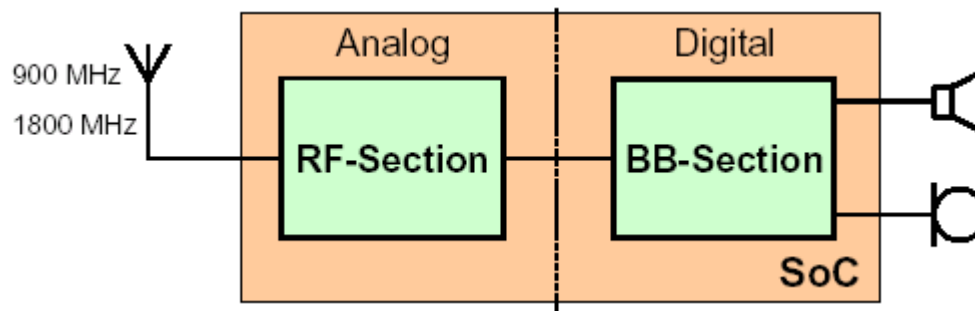 Analog
Digital
900 MHz
1800 MHz
RF-Section
BB-Section
SoC